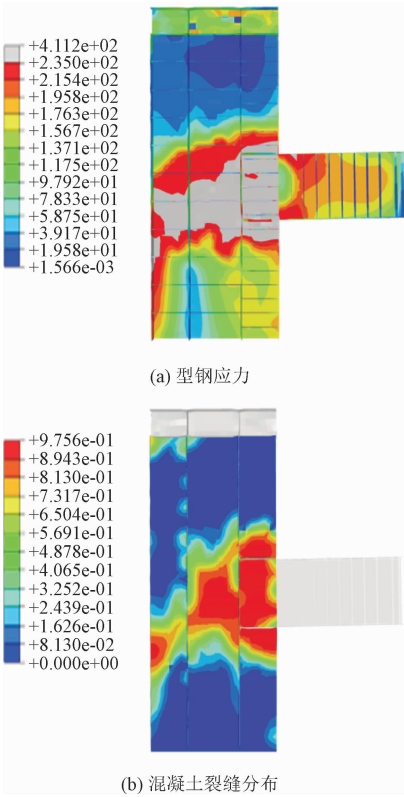 +4.112e+02
+2.350e+02
+2.154e+02
+1.958e+02
+1.763e+02
+1.567e+02
+1.371e+02
+1.175e+02
+9.792e+01
+7.833e+01
+5.875e+01
+3.917e+01
+1.958e+01
+1.566e-03
(a) 型钢应力
+9.756e-01
+8.943e-01
+8.130e-01
+7.317e-01
+6.504e-01
+5.691e-01
+4.878e-01
+4.065e-01
+3.252e-01
+2.439e-01
+1.626e-01
+8.130e-02
+0.000e+00
(b) 混凝土裂缝分布